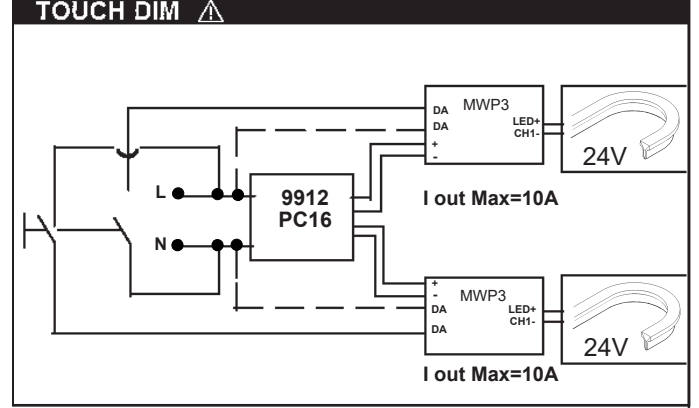 TOUCH DIM ⚠
DA
DA
+
-
MWP3
LED+
CH1-
24V
I out Max=10A
L
N
9912
PC16
+
-
DA
DA
MWP3
LED+
CH1-
24V
I out Max=10A